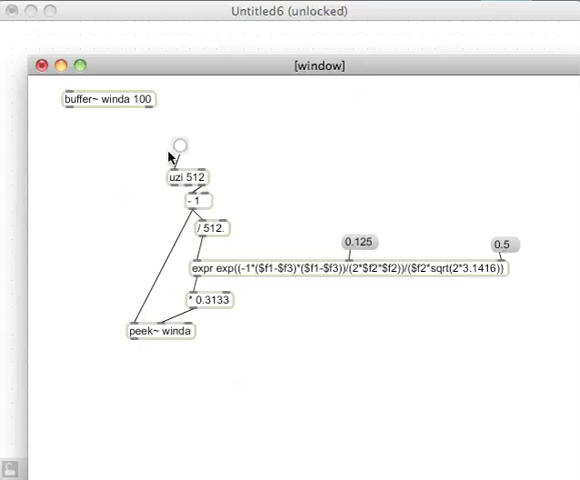 Untitled6 (unlocked)
[window]
buffer~ winda 100
uzi 512
- 1
/ 512.
0.125
0.5
expr exp((-1*($f1-$f3)*($f1-$f3))/(2*$f2*$f2))/($f2*sqrt(2*3.1416))
* 0.3133
peek~ winda